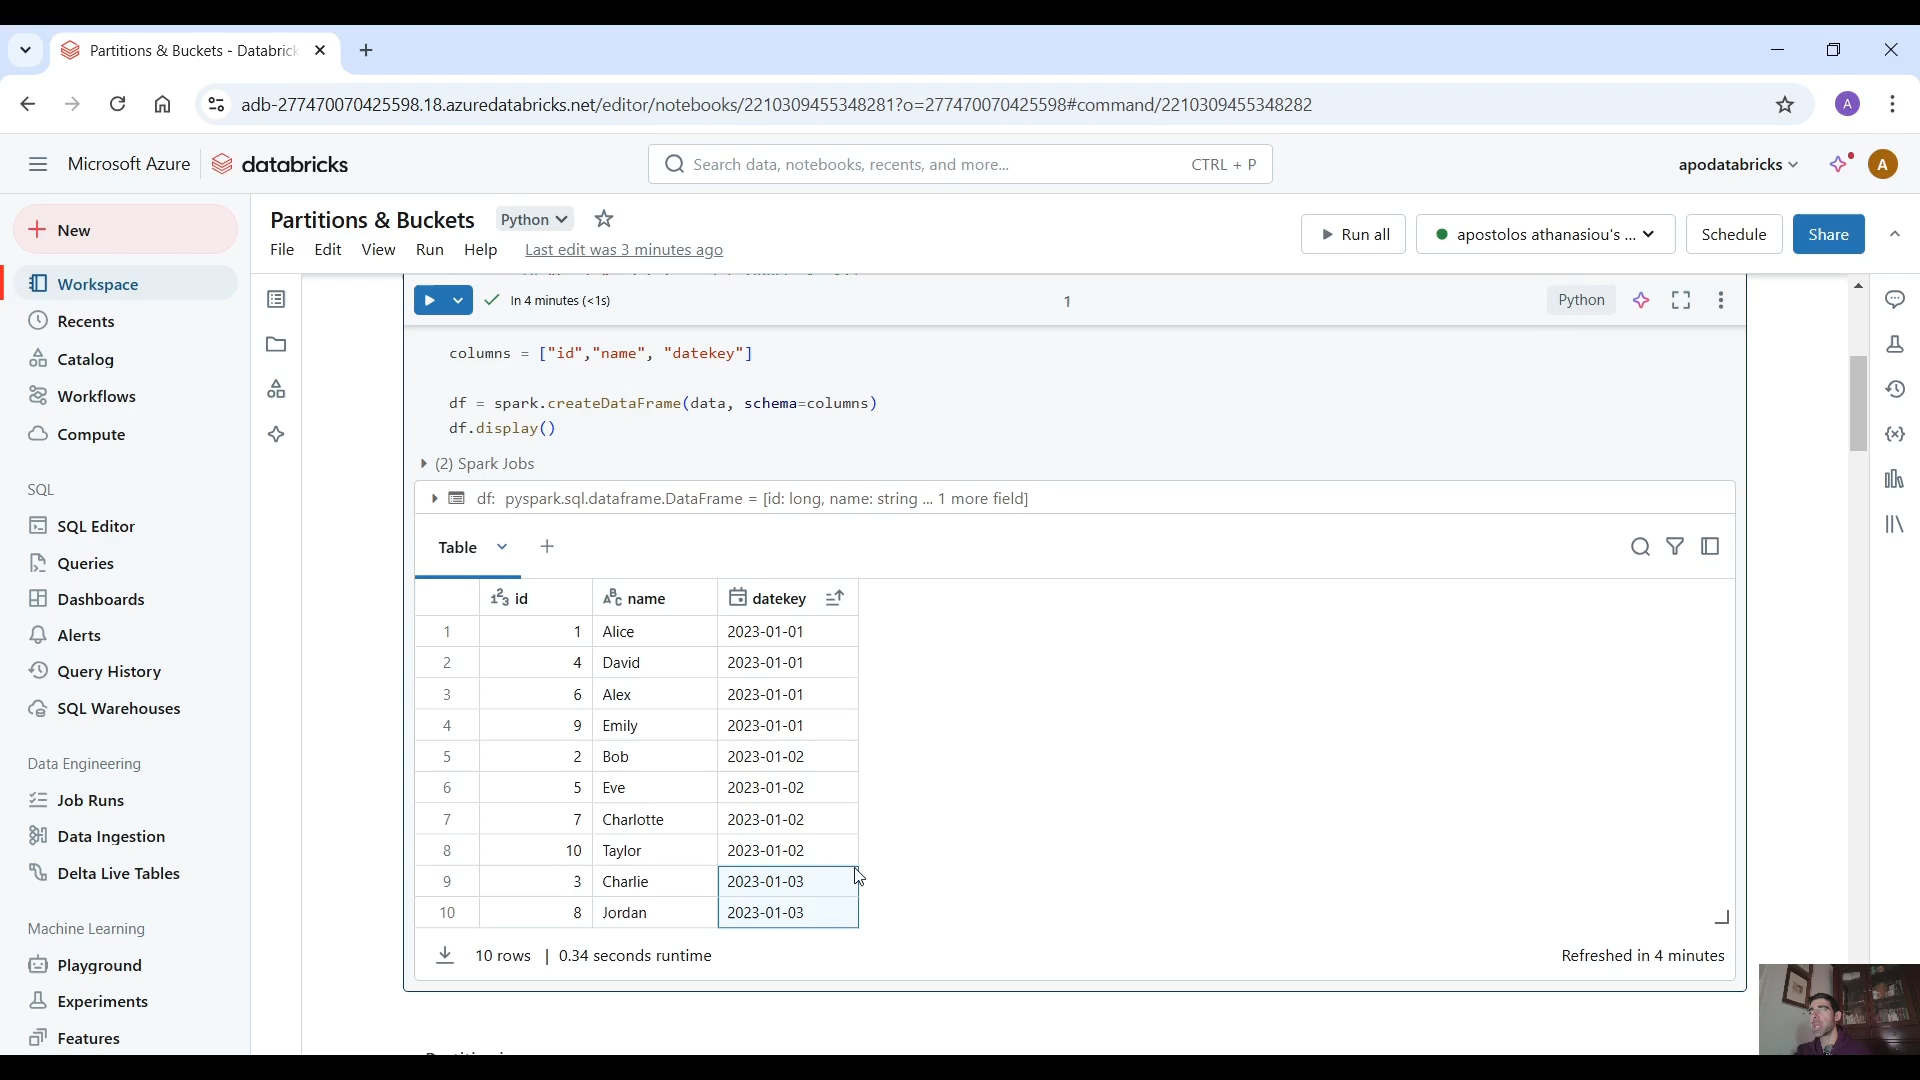 Partitions & Buckets - Databric
adb-277470070425598.18.azuredatabricks.net/editor/notebooks/2210309455348281?o=277470070425598#command/2210309455348282
A
Microsoft Azure
databricks
Search data, notebooks, recents, and more...
CTRL + P
apodatabricks
A
New
Workspace
Recents
Catalog
Workflows
Compute
SQL
SQL Editor
Queries
Dashboards
Alerts
Query History
SQL Warehouses
Data Engineering
Job Runs
Data Ingestion
Delta Live Tables
Machine Learning
Playground
Experiments
Features
Partitions & Buckets
Python
File Edit View Run Help Last edit was 3 minutes ago
Run all
apostolos athanasiou's ...
Schedule
Share
In 4 minutes (<1s)
1
Python
columns = ["id","name", "datekey"]
df = spark.createDataFrame(data, schema=columns)
df.display()
(2) Spark Jobs
df: pyspark.sql.dataframe.DataFrame = [id: long, name: string ... 1 more field]
Table
id name datekey
1 1 Alice 2023-01-01
2 4 David 2023-01-01
3 6 Alex 2023-01-01
4 9 Emily 2023-01-01
5 2 Bob 2023-01-02
6 5 Eve 2023-01-02
7 7 Charlotte 2023-01-02
8 10 Taylor 2023-01-02
9 3 Charlie 2023-01-03
10 8 Jordan 2023-01-03
10 rows | 0.34 seconds runtime
Refreshed in 4 minutes